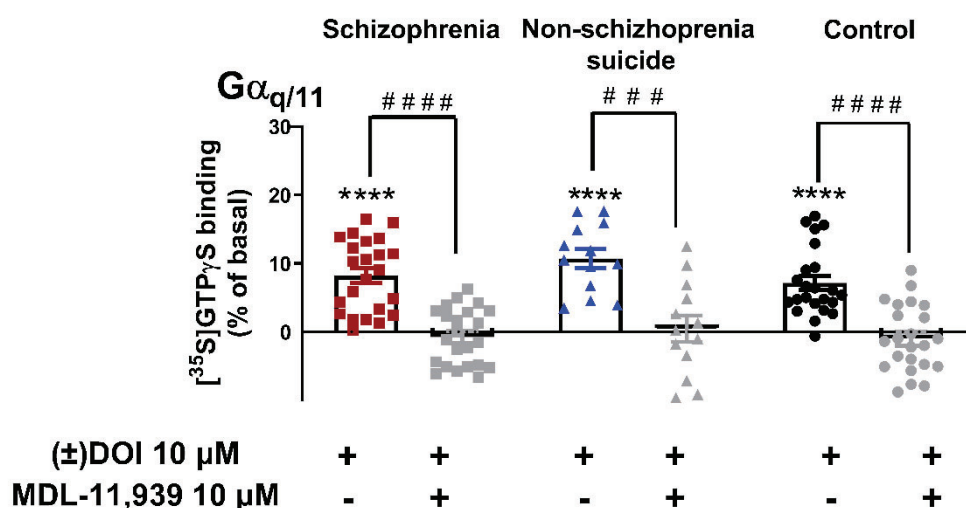 Schizophrenia Non-schizhoprenia suicide Control
Gαq/11
# # # # # # # # # # #
[³⁵S]GTPγS binding
(% of basal)
30
20
10
0
**** **** ****
(±)DOI 10 µM + + + + + +
MDL-11,939 10 µM - + - + - +